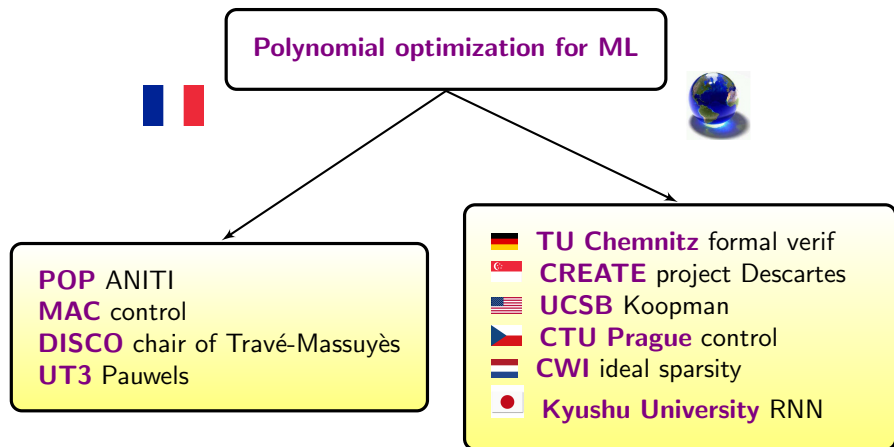 Polynomial optimization for ML
POP ANITI
MAC control
DISCO chair of Travé-Massuyès
UT3 Pauwels
TU Chemnitz formal verif
CREATE project Descartes
UCSB Koopman
CTU Prague control
CWI ideal sparsity
Kyushu University RNN